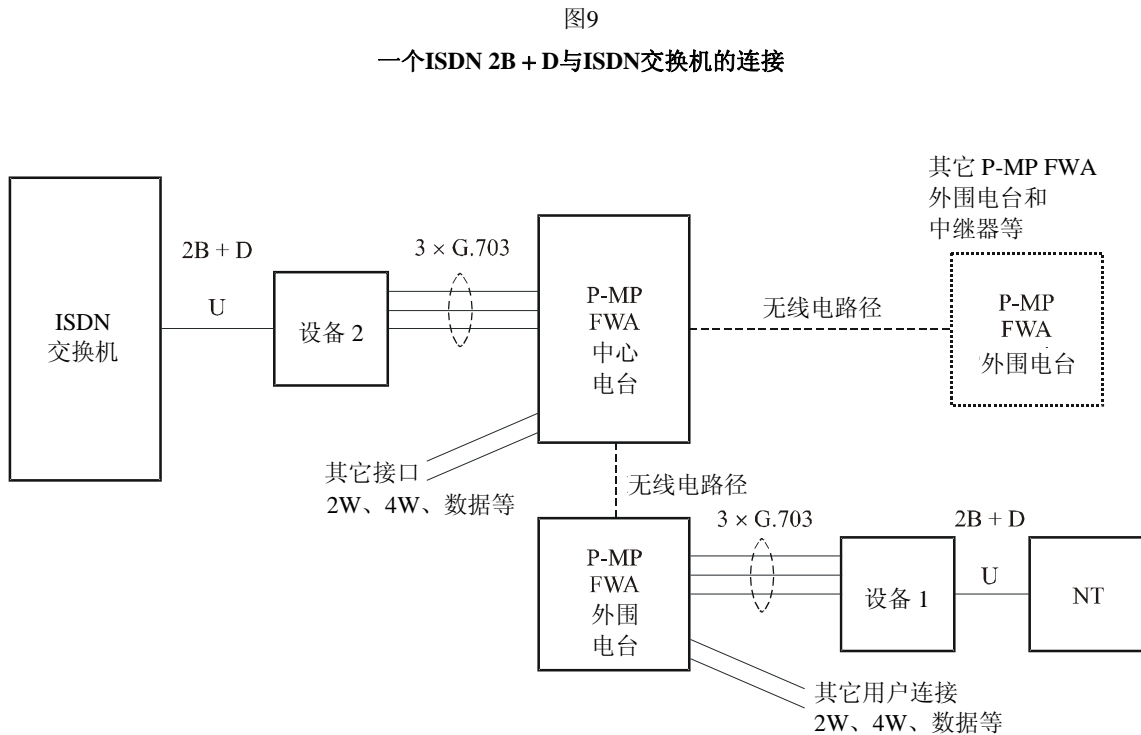 图9
一个ISDN 2B + D与ISDN交换机的连接
其它 P-MP FWA
外围电台和
中继器等
2B + D
3 × G.703
U
ISDN
交换机
设备 2
P-MP
FWA
中心
电台
无线电路径
P-MP
FWA
外围电台
其它接口
2W、4W、数据等
无线电路径
P-MP
FWA
外围
电台
3 × G.703
2B + D
设备 1
U
NT
其它用户连接
2W、4W、数据等